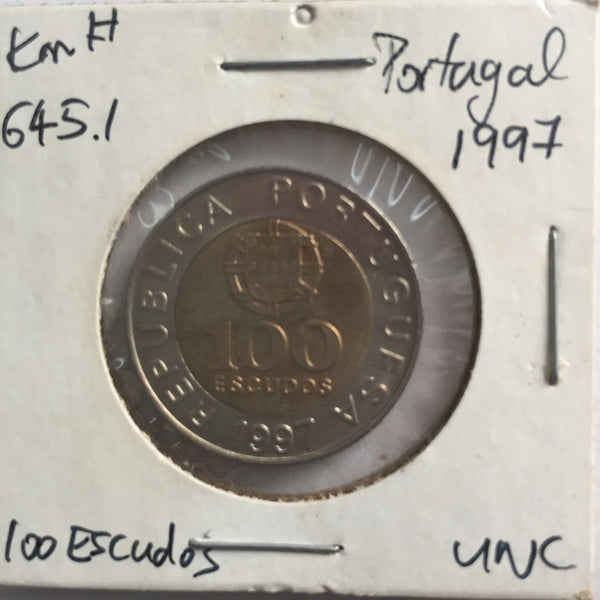 Km #
645.1
Portugal
1997
REPUBLICA PORTUGUESA
100
ESCUDOS
1997
100 Escudos
UNC